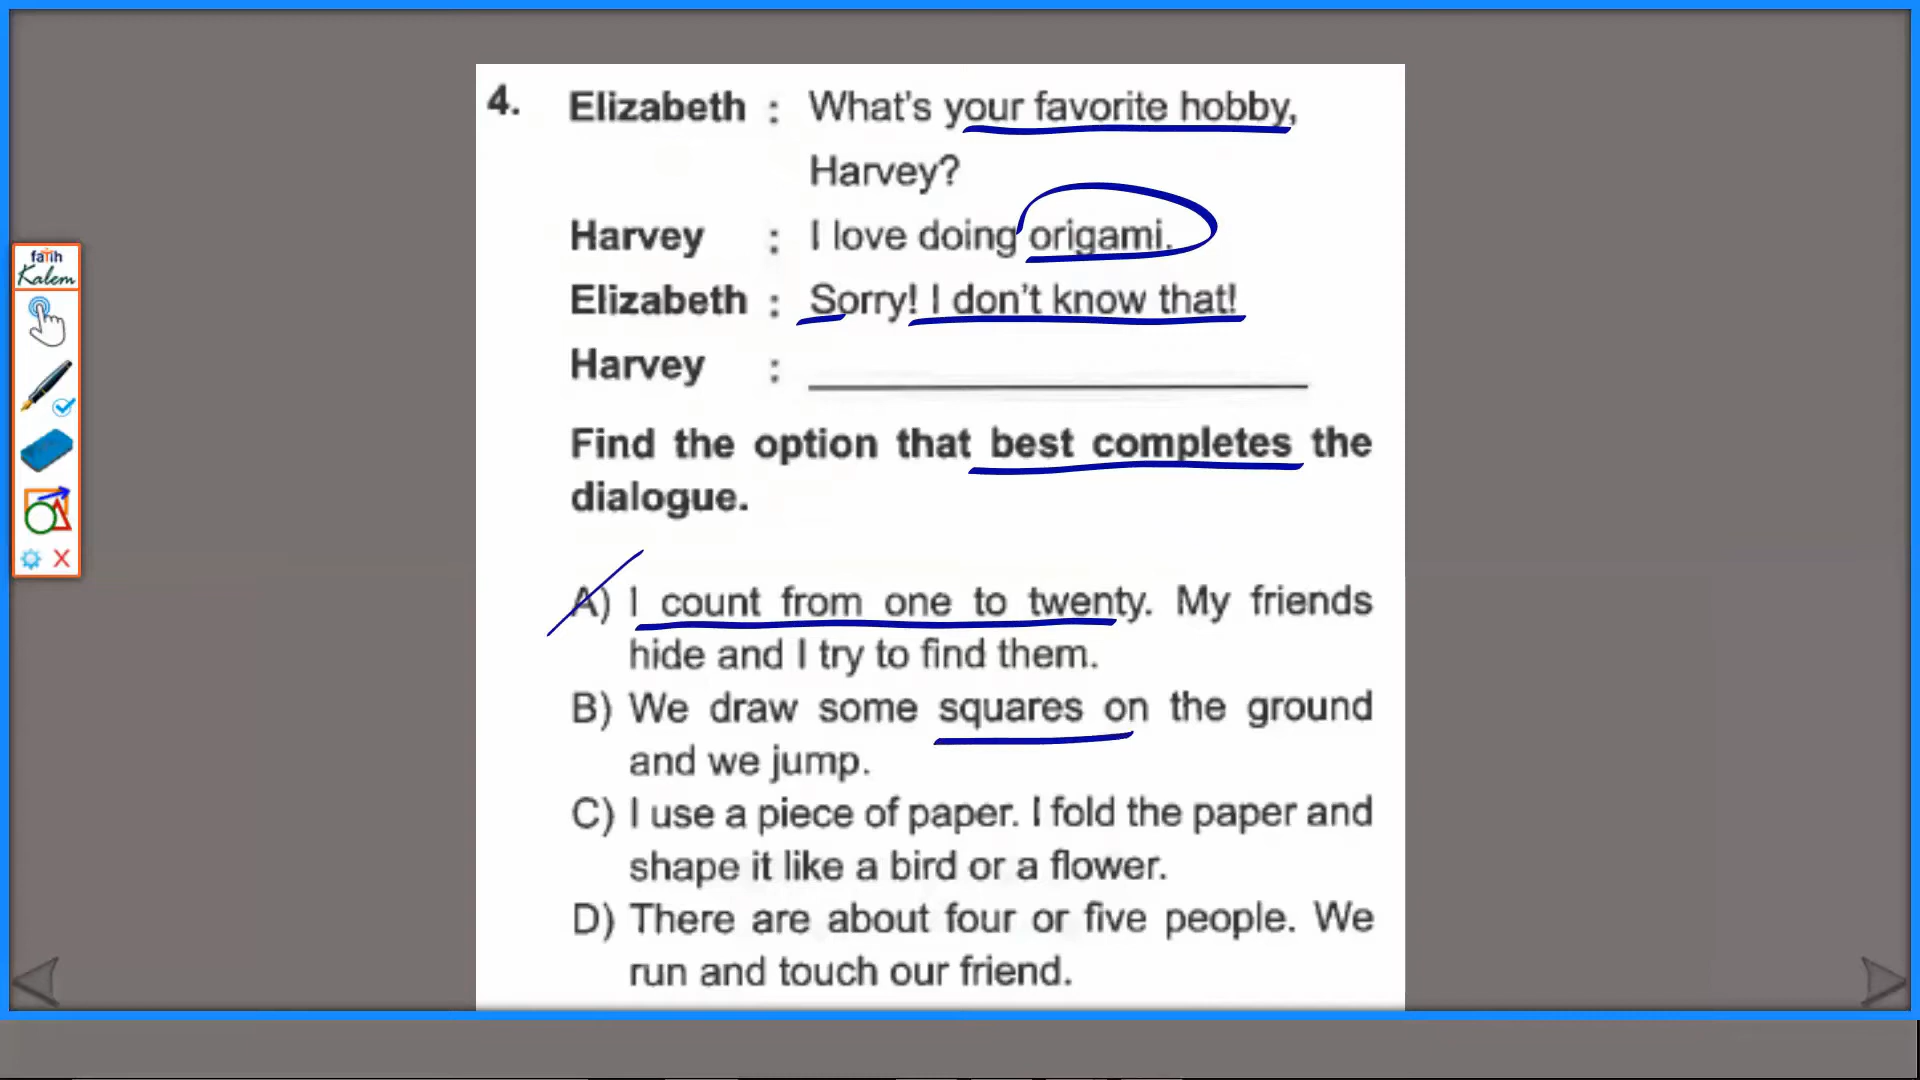 4. Elizabeth : What's your favorite hobby,
Harvey?
Harvey : I love doing origami.
Elizabeth : Sorry! I don't know that!
Harvey : 
Find the option that best completes the
dialogue.
A) I count from one to twenty. My friends
hide and I try to find them.
B) We draw some squares on the ground
and we jump.
C) I use a piece of paper. I fold the paper and
shape it like a bird or a flower.
D) There are about four or five people. We
run and touch our friend.
fatih
Kalem